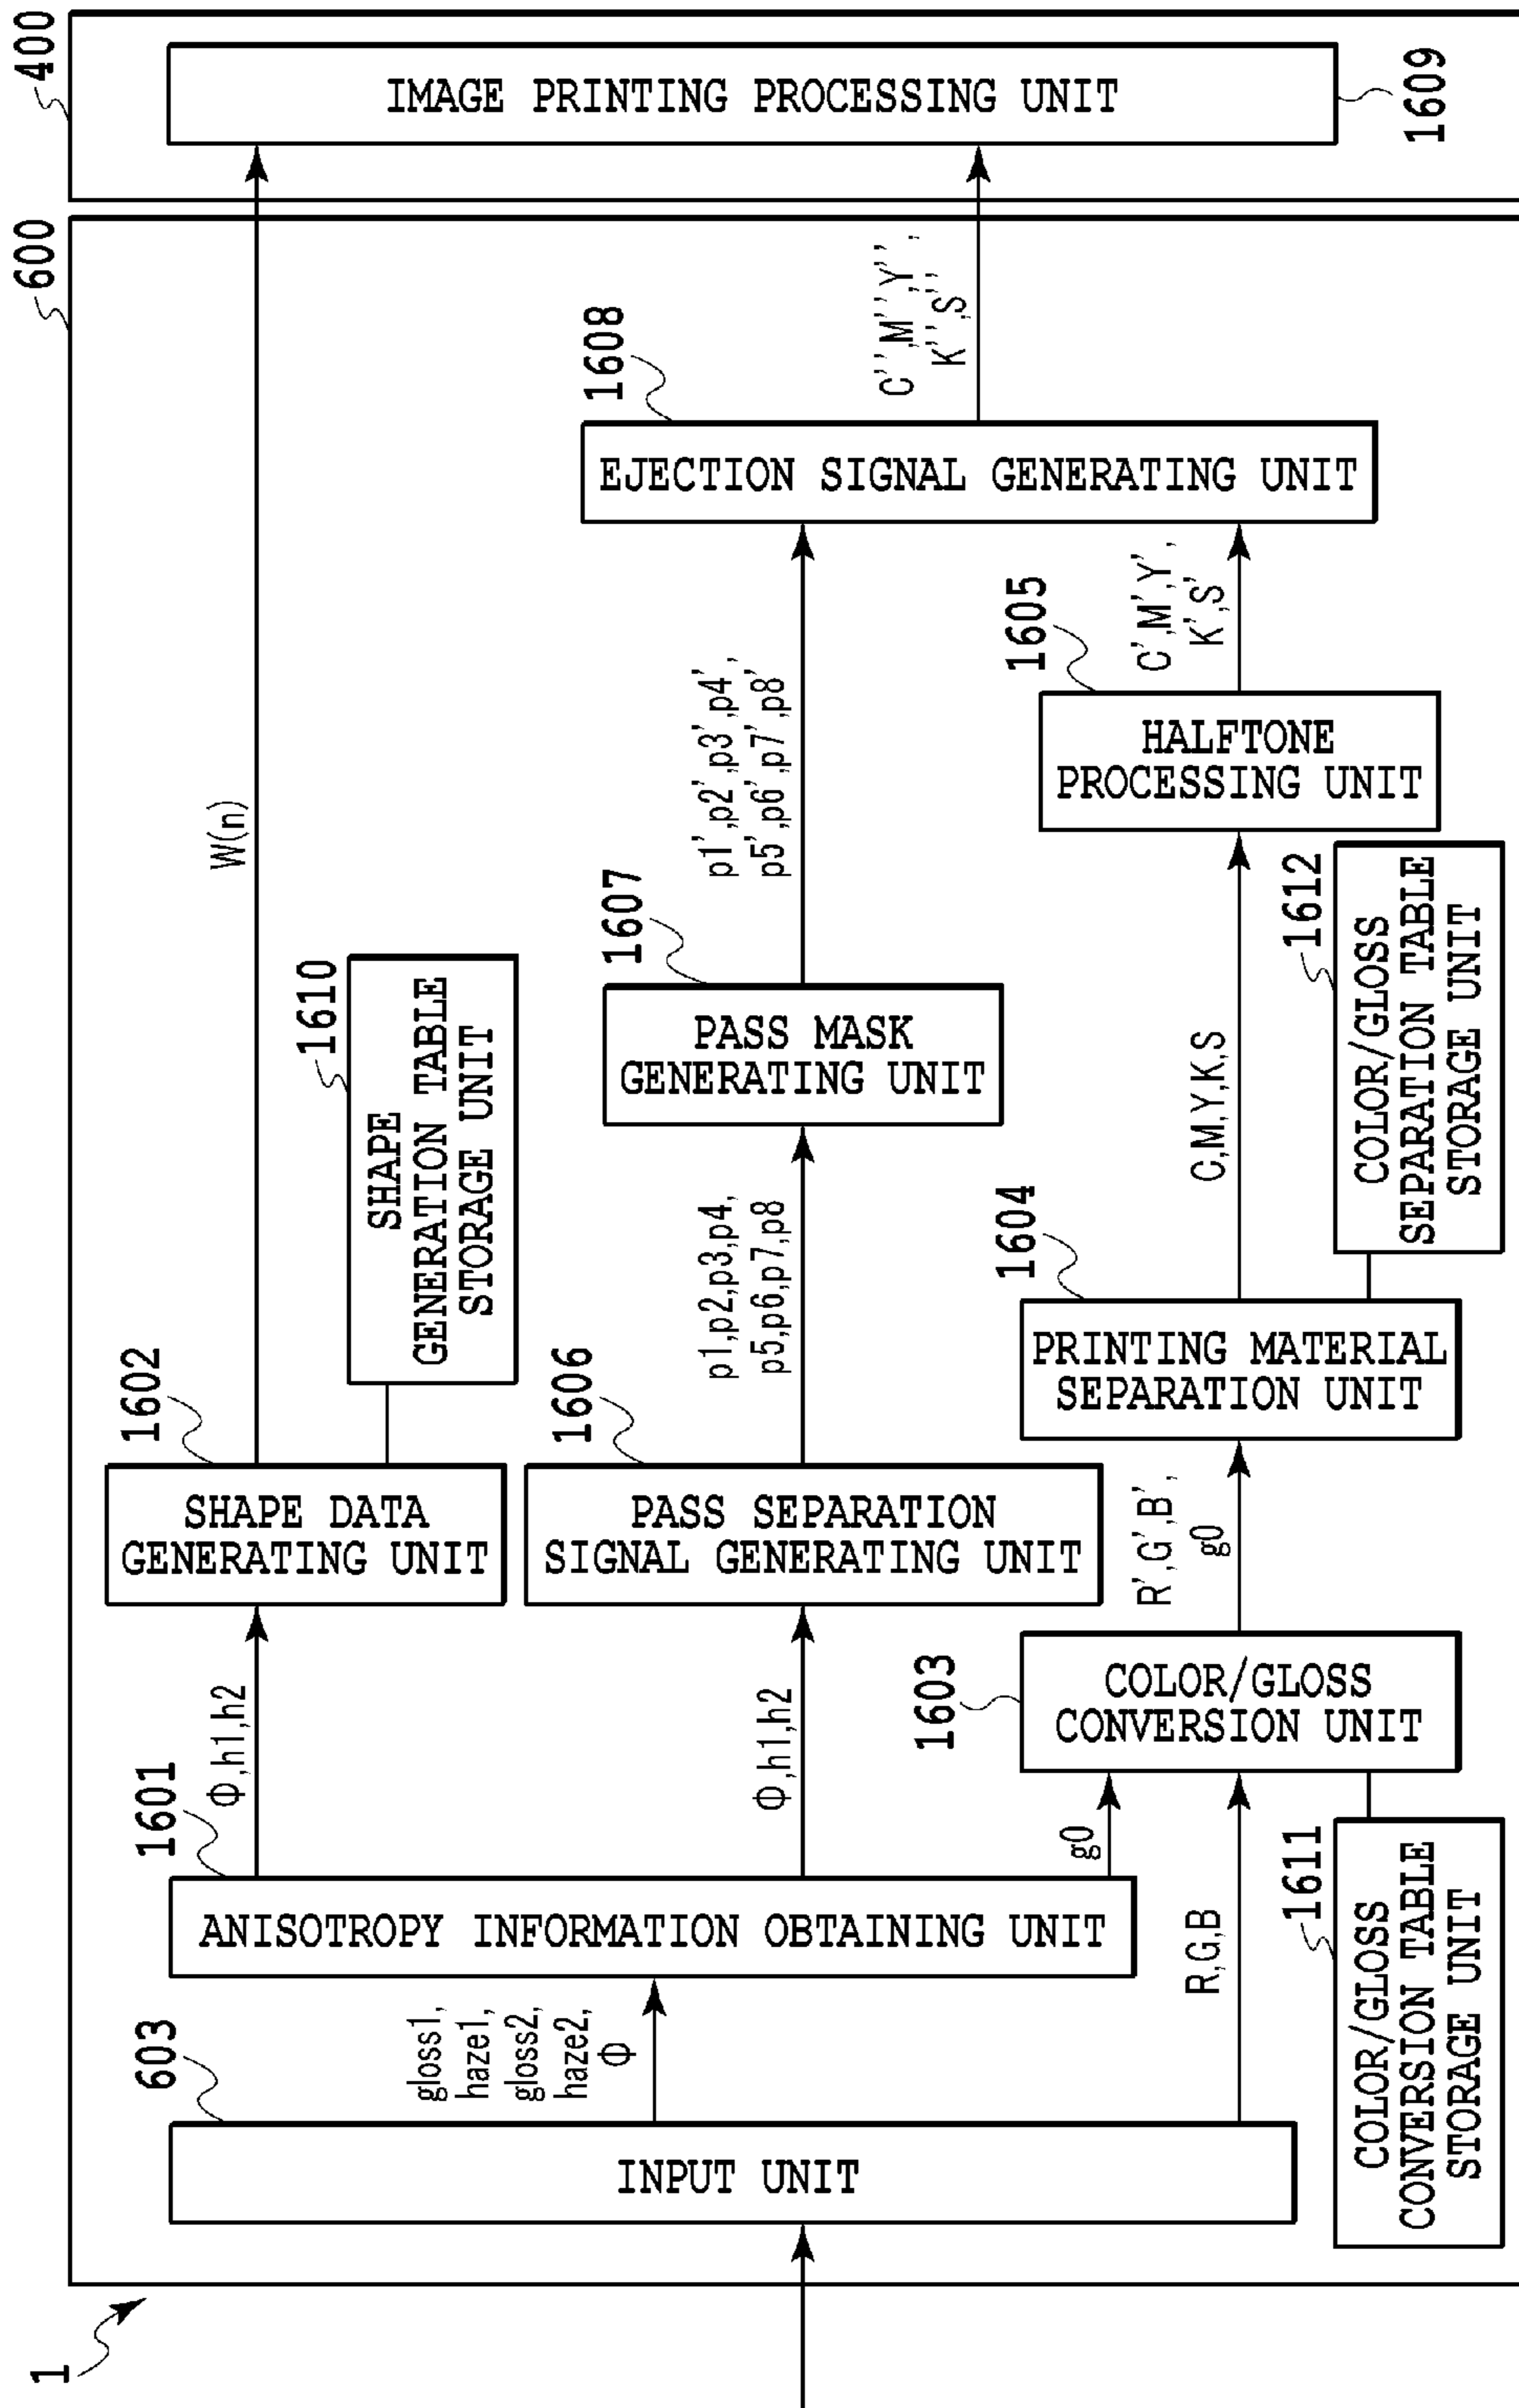 1
600
400
603
INPUT UNIT
gloss1,
haze1,
gloss2,
haze2,
Φ
R,G,B
1601
ANISOTROPY INFORMATION OBTAINING UNIT
Φ,h1,h2
Φ,h1,h2
g0
1602
SHAPE DATA
GENERATING UNIT
W(n)
1610
SHAPE
GENERATION TABLE
STORAGE UNIT
1606
PASS SEPARATION
SIGNAL GENERATING UNIT
p1,p2,p3,p4,
p5,p6,p7,p8
1607
PASS MASK
GENERATING UNIT
p1',p2',p3',p4',
p5',p6',p7',p8'
1603
COLOR/GLOSS
CONVERSION UNIT
1611
COLOR/GLOSS
CONVERSION TABLE
STORAGE UNIT
R',G',B',
g0
1604
PRINTING MATERIAL
SEPARATION UNIT
1612
COLOR/GLOSS
SEPARATION TABLE
STORAGE UNIT
C,M,Y,K,S
1605
HALFTONE
PROCESSING UNIT
C',M',Y',
K',S'
1608
EJECTION SIGNAL GENERATING UNIT
C'',M'',Y'',
K'',S''
IMAGE PRINTING PROCESSING UNIT
1609